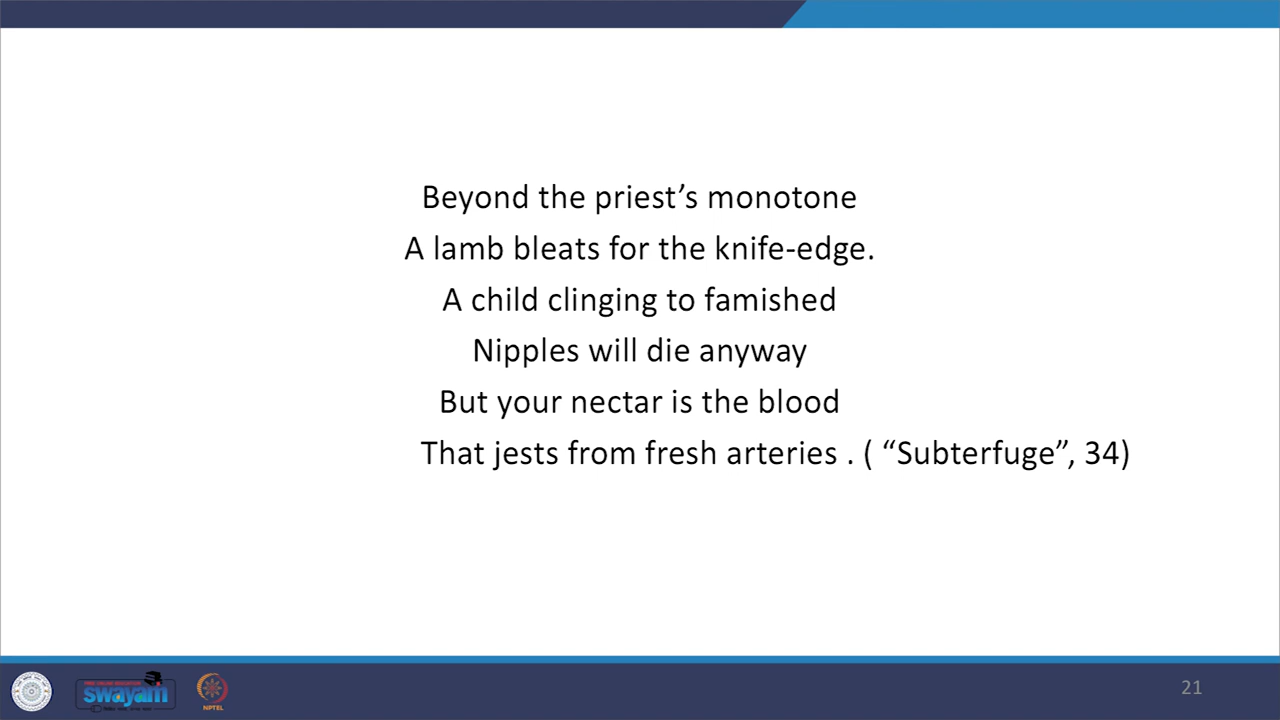 Beyond the priest’s monotone
A lamb bleats for the knife-edge.
A child clinging to famished
Nipples will die anyway
But your nectar is the blood
That jests from fresh arteries . ( “Subterfuge”, 34)
swayam
NPTEL
21